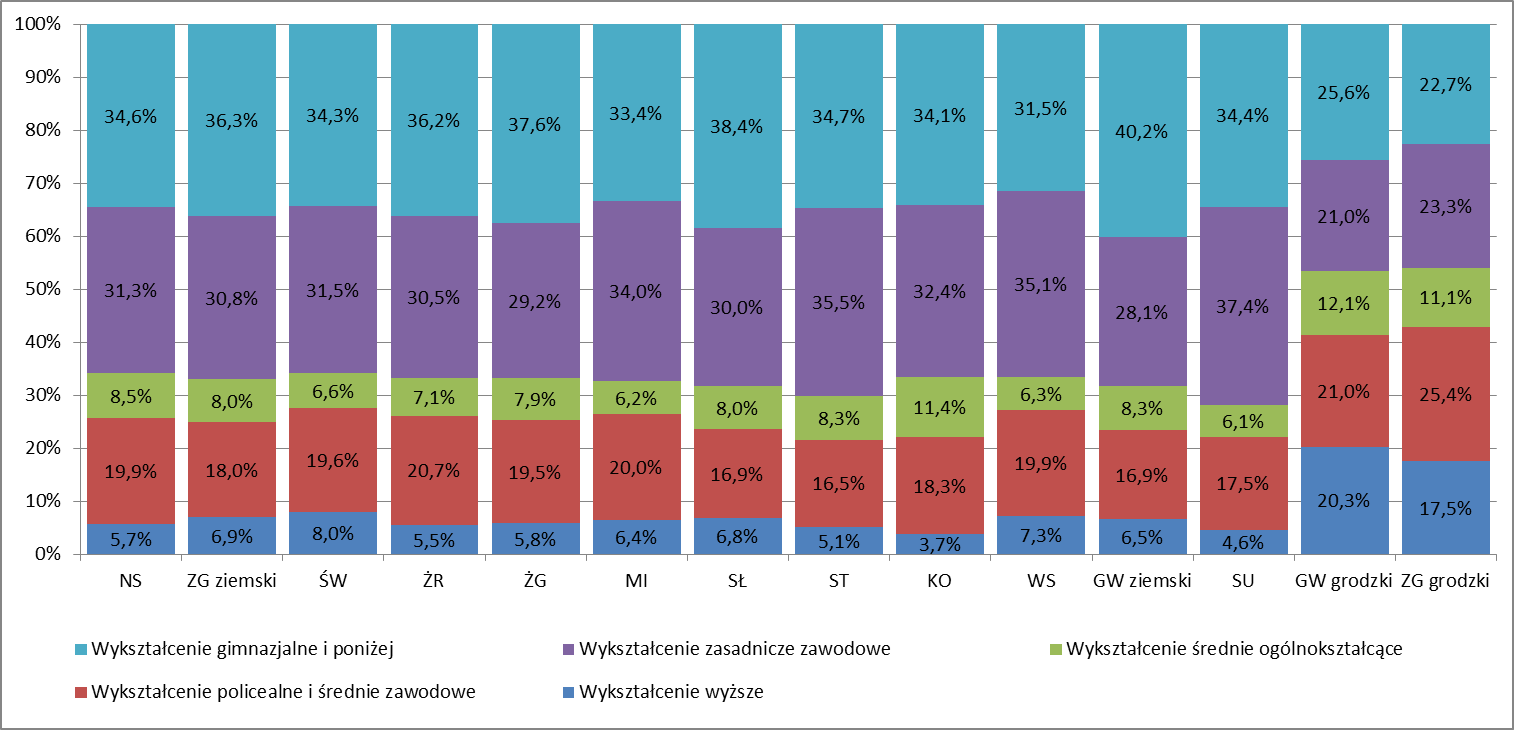 100%
90%
80%
70%
60%
50%
40%
30%
20%
10%
0%
34,6% 36,3% 34,3% 36,2% 37,6% 33,4% 38,4% 34,7% 34,1% 31,5% 40,2% 34,4% 25,6% 22,7%
31,3% 30,8% 31,5% 30,5% 29,2% 34,0% 30,0% 35,5% 32,4% 35,1% 28,1% 37,4% 21,0% 23,3%
8,5% 8,0% 6,6% 7,1% 7,9% 6,2% 8,0% 8,3% 11,4% 6,3% 8,3% 6,1% 12,1% 11,1%
19,9% 18,0% 19,6% 20,7% 19,5% 20,0% 16,9% 16,5% 18,3% 19,9% 16,9% 17,5% 21,0% 25,4%
5,7% 6,9% 8,0% 5,5% 5,8% 6,4% 6,8% 5,1% 3,7% 7,3% 6,5% 4,6% 20,3% 17,5%
NS ZG ziemski ŚW ŻR ŻG MI SŁ ST KO WS GW ziemski SU GW grodzki ZG grodzki
Wykształcenie gimnazjalne i poniżej Wykształcenie zasadnicze zawodowe Wykształcenie średnie ogólnokształcące
Wykształcenie policealne i średnie zawodowe Wykształcenie wyższe